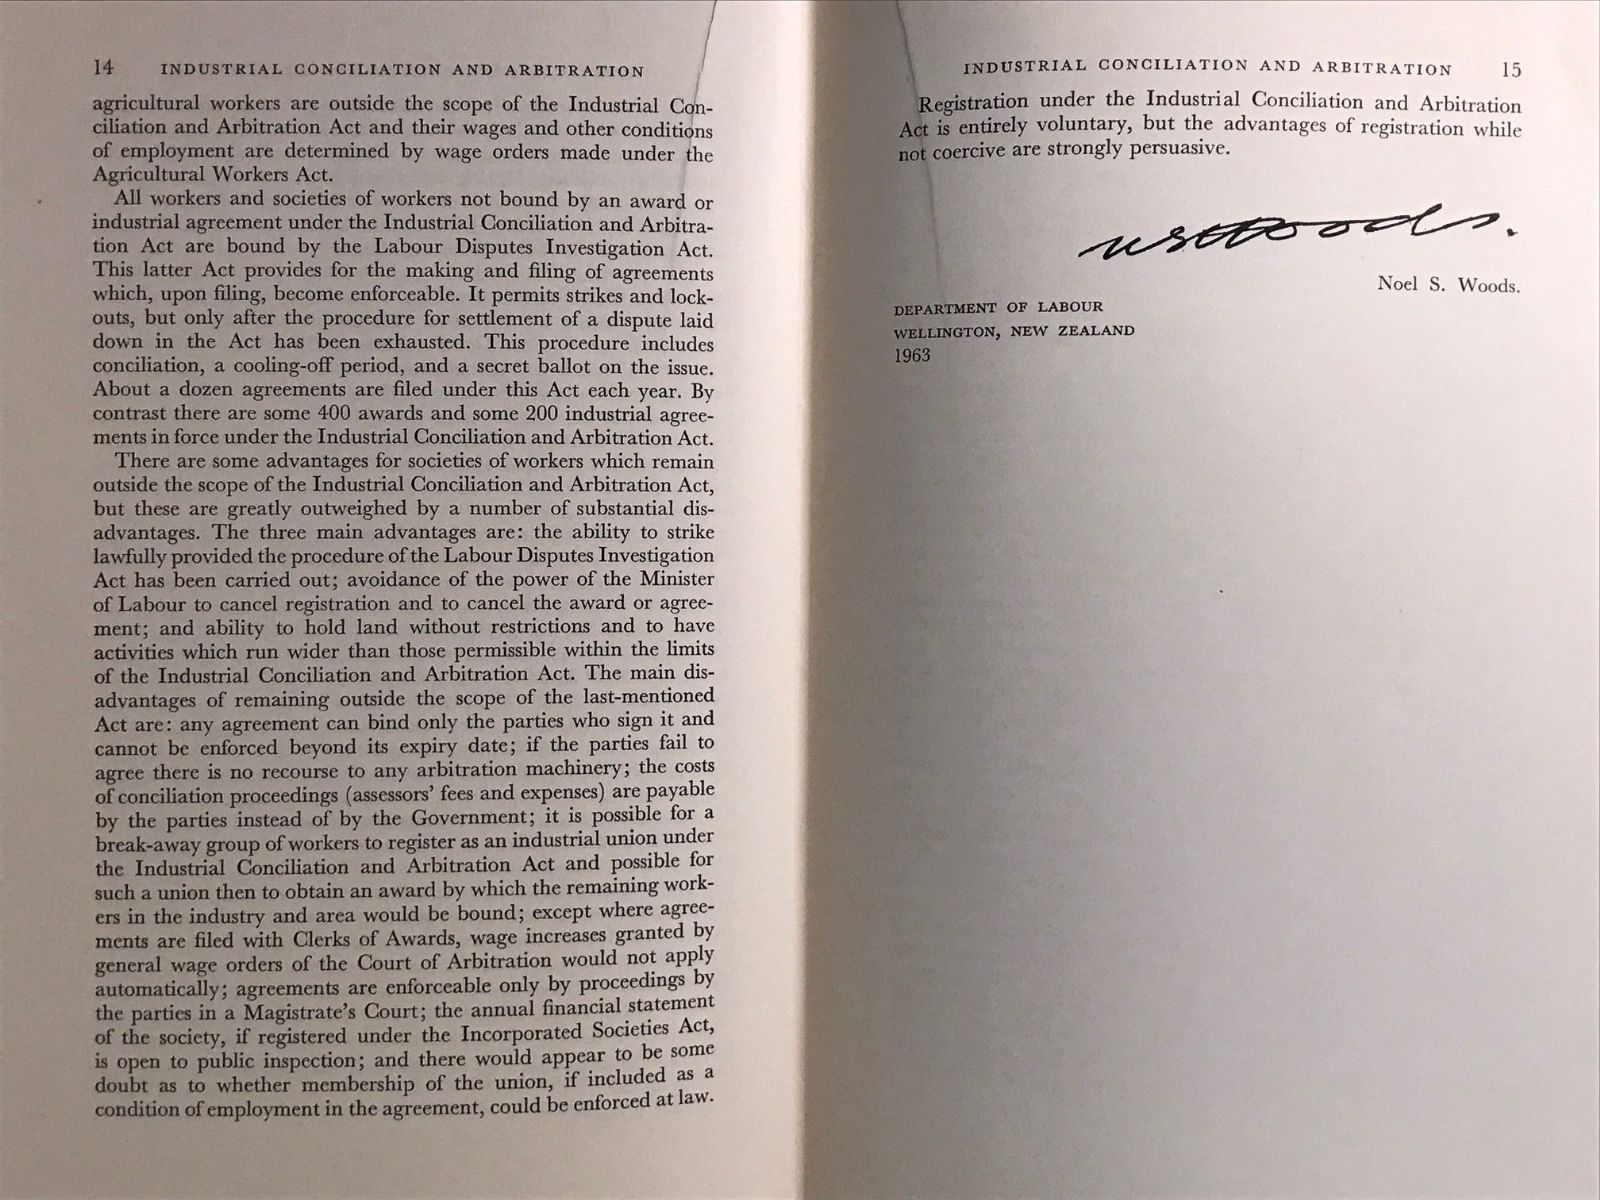 14 INDUSTRIAL CONCILIATION AND ARBITRATION
agricultural workers are outside the scope of the Industrial Con-
ciliation and Arbitration Act and their wages and other conditions
of employment are determined by wage orders made under the
Agricultural Workers Act.
All workers and societies of workers not bound by an award or
industrial agreement under the Industrial Conciliation and Arbitra-
tion Act are bound by the Labour Disputes Investigation Act.
This latter Act provides for the making and filing of agreements
which, upon filing, become enforceable. It permits strikes and lock-
outs, but only after the procedure for settlement of a dispute laid
down in the Act has been exhausted. This procedure includes
conciliation, a cooling-off period, and a secret ballot on the issue.
About a dozen agreements are filed under this Act each year. By
contrast there are some 400 awards and some 200 industrial agree-
ments in force under the Industrial Conciliation and Arbitration Act.
There are some advantages for societies of workers which remain
outside the scope of the Industrial Conciliation and Arbitration Act,
but these are greatly outweighed by a number of substantial dis-
advantages. The three main advantages are: the ability to strike
lawfully provided the procedure of the Labour Disputes Investigation
Act has been carried out; avoidance of the power of the Minister
of Labour to cancel registration and to cancel the award or agree-
ment; and ability to hold land without restrictions and to have
activities which run wider than those permissible within the limits
of the Industrial Conciliation and Arbitration Act. The main dis-
advantages of remaining outside the scope of the last-mentioned
Act are: any agreement can bind only the parties who sign it and
cannot be enforced beyond its expiry date; if the parties fail to
agree there is no recourse to any arbitration machinery; the costs
of conciliation proceedings (assessors' fees and expenses) are payable
by the parties instead of by the Government; it is possible for a
break-away group of workers to register as an industrial union under
the Industrial Conciliation and Arbitration Act and possible for
such a union then to obtain an award by which the remaining work-
ers in the industry and area would be bound; except where agree-
ments are filed with Clerks of Awards, wage increases granted by
general wage orders of the Court of Arbitration would not apply
automatically; agreements are enforceable only by proceedings by
the parties in a Magistrate's Court; the annual financial statement
of the society, if registered under the Incorporated Societies Act,
is open to public inspection; and there would appear to be some
doubt as to whether membership of the union, if included as a
condition of employment in the agreement, could be enforced at law.
INDUSTRIAL CONCILIATION AND ARBITRATION 15
Registration under the Industrial Conciliation and Arbitration
Act is entirely voluntary, but the advantages of registration while
not coercive are strongly persuasive.
NSWoods.
Noel S. Woods.
DEPARTMENT OF LABOUR
WELLINGTON, NEW ZEALAND
1963